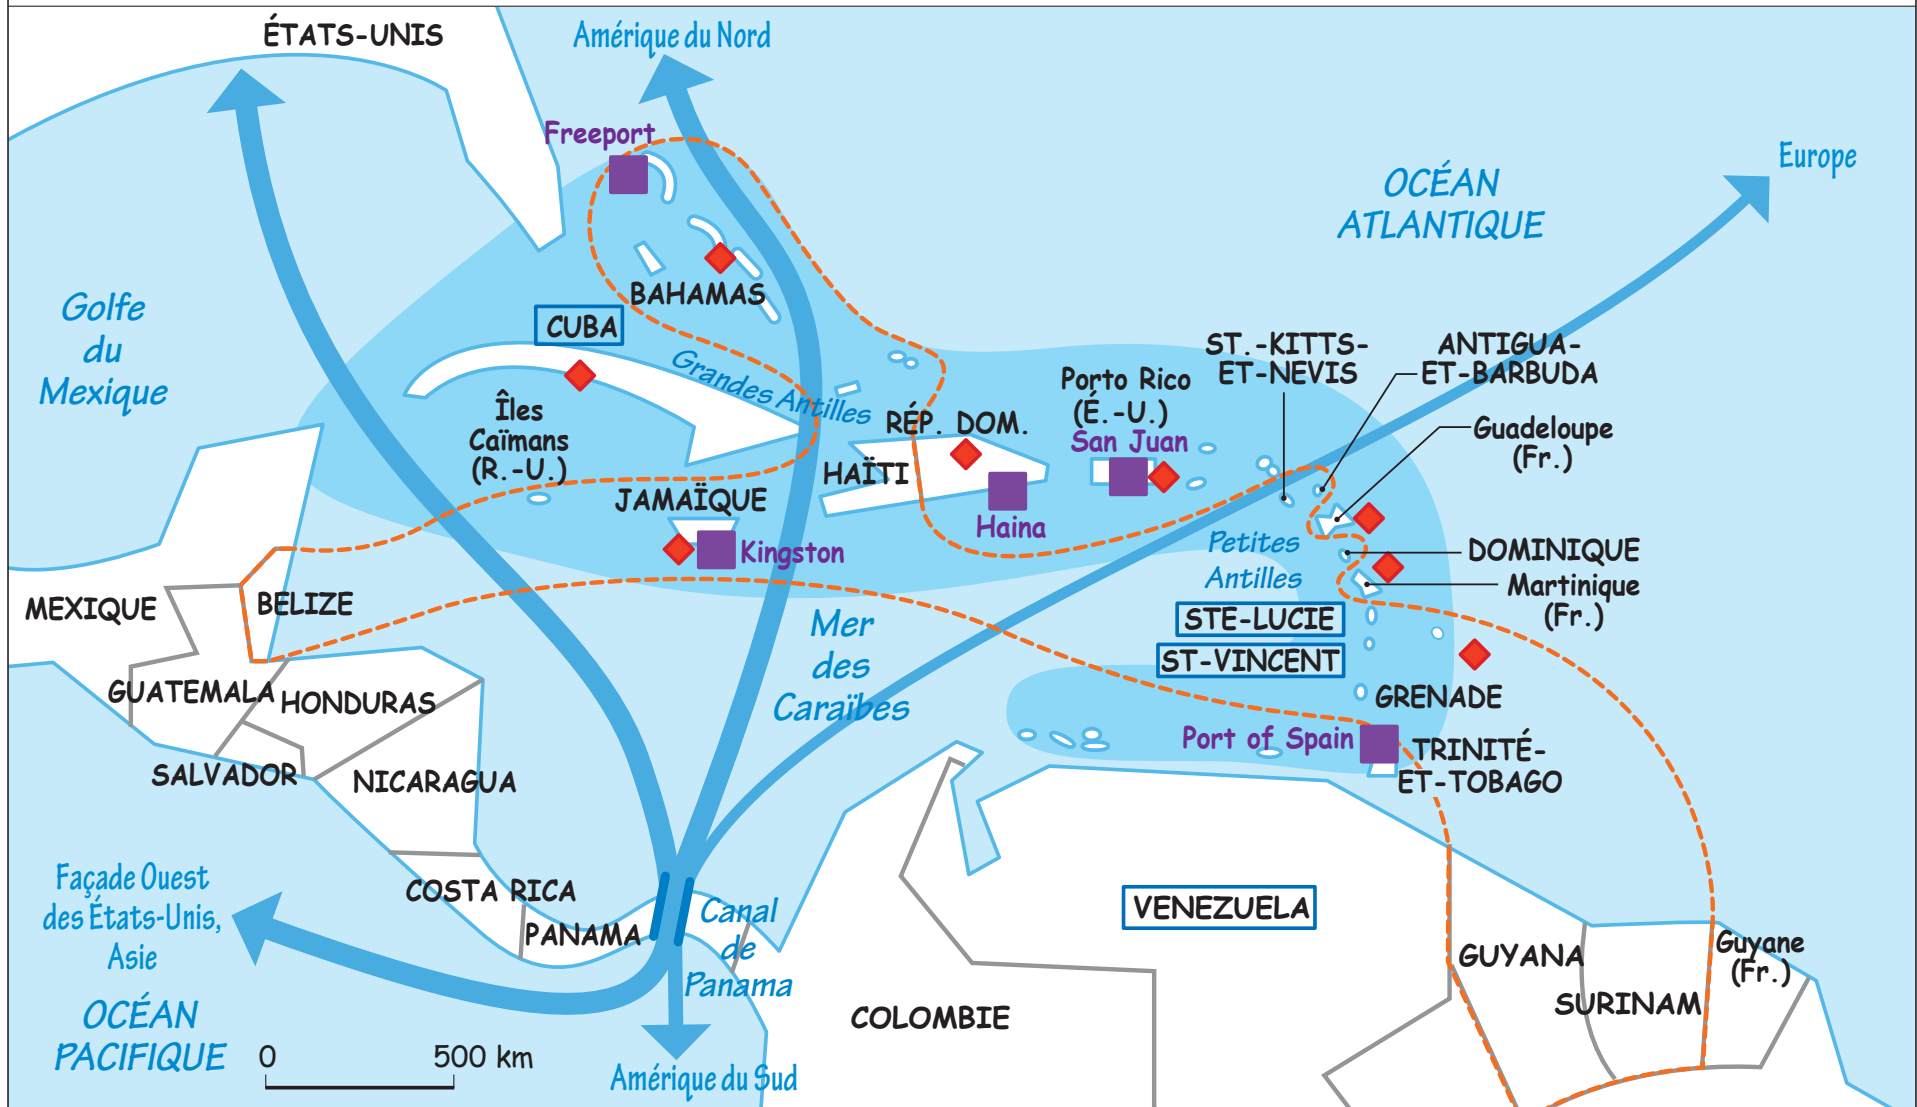 ÉTATS-UNIS
Amérique du Nord
Freeport
Europe
OCÉAN
ATLANTIQUE
Golfe
du
Mexique
BAHAMAS
CUBA
Grandes Antilles
Îles
Caïmans
(R.-U.)
JAMAÏQUE
Kingston
HAÏTI
RÉP. DOM.
Haina
Porto Rico
(É.-U.)
San Juan
ST.-KITTS-
ET-NEVIS
ANTIGUA-
ET-BARBUDA
Guadeloupe
(Fr.)
Petites
Antilles
DOMINIQUE
Martinique
(Fr.)
STE-LUCIE
ST-VINCENT
GRENADE
Port of Spain
TRINITÉ-
ET-TOBAGO
Mer
des
Caraïbes
MEXIQUE
BELIZE
GUATEMALA
HONDURAS
SALVADOR
NICARAGUA
COSTA RICA
PANAMA
Canal
de
Panama
Façade Ouest
des États-Unis,
Asie
OCÉAN
PACIFIQUE
0
500 km
Amérique du Sud
COLOMBIE
VENEZUELA
GUYANA
SURINAM
Guyane
(Fr.)